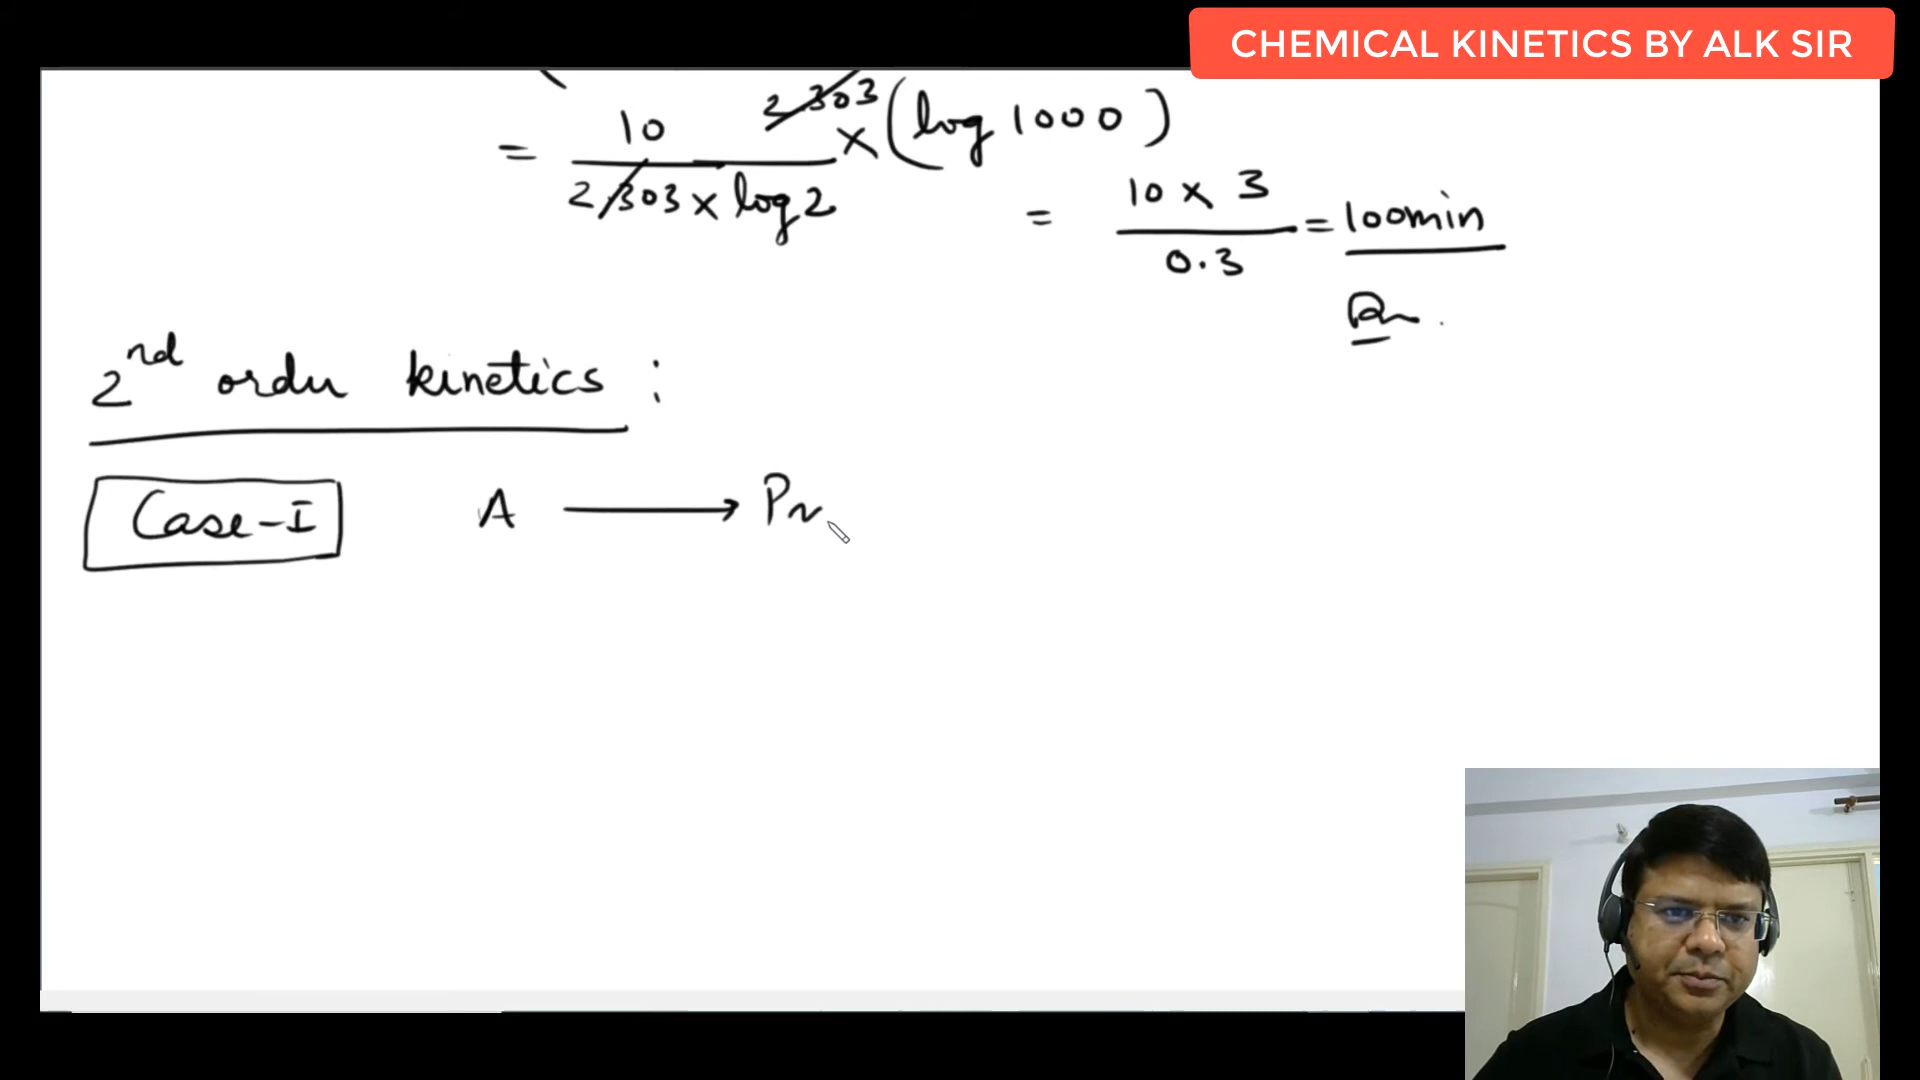 CHEMICAL KINETICS BY ALK SIR
= 10 2.303 / 2.303 x log 2 x (log 1000)
= 10 x 3 / 0.3 = 100min
2nd order kinetics :
Case-I A → Pr